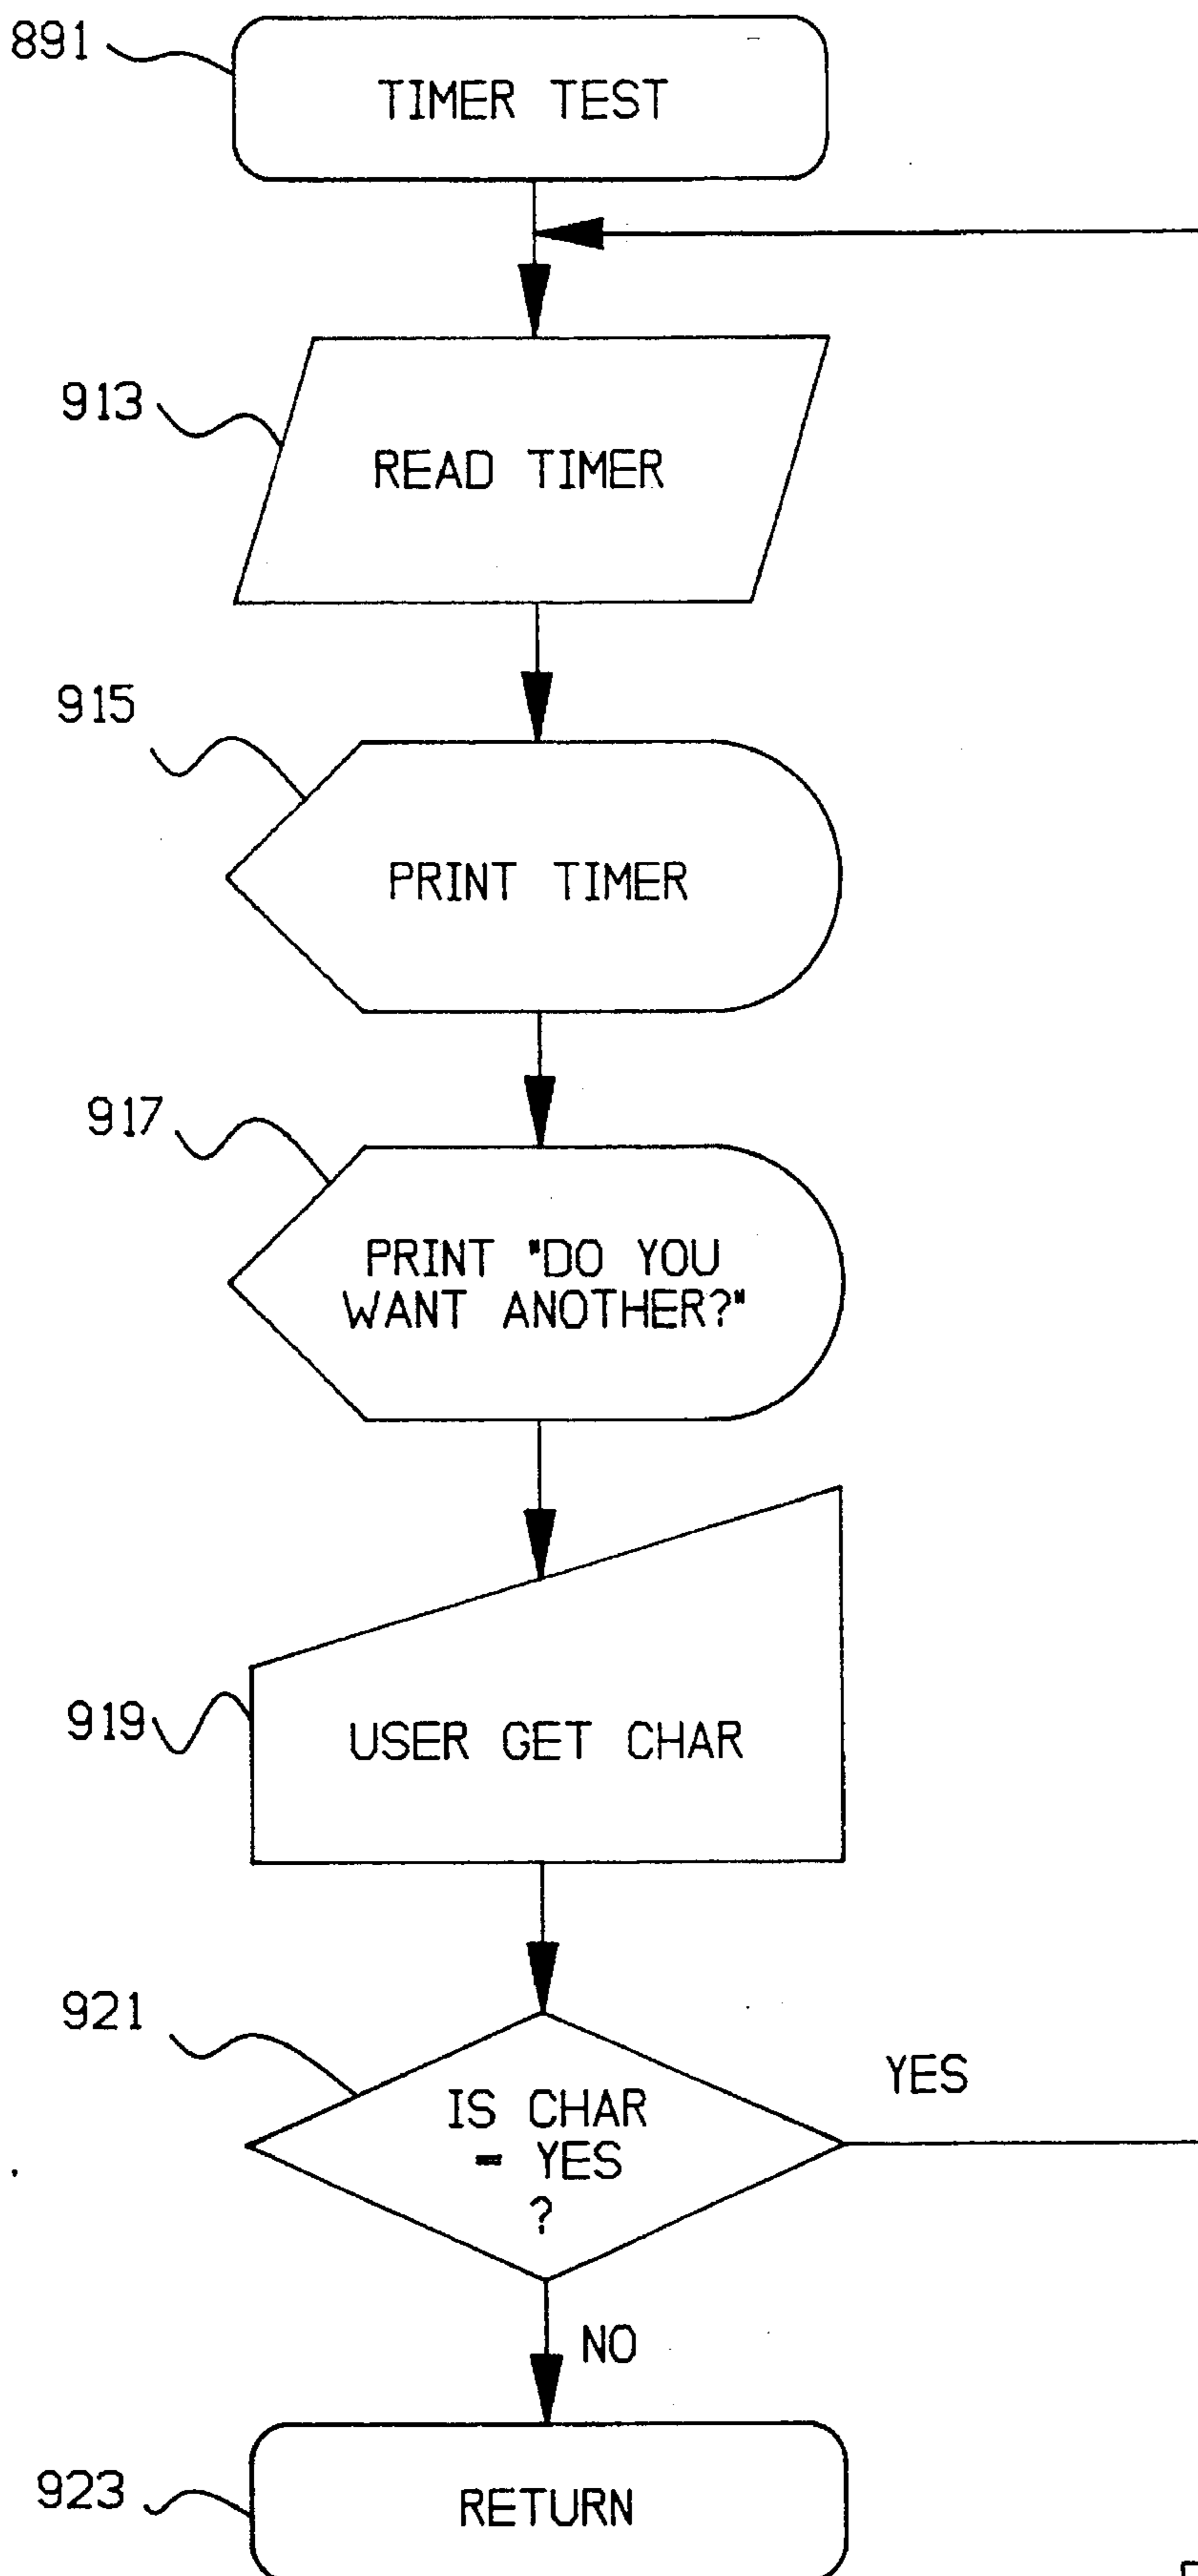 891
TIMER TEST
913
READ TIMER
915
PRINT TIMER
917
PRINT "DO YOU
WANT ANOTHER?"
919
USER GET CHAR
921
IS CHAR
= YES
?
YES
NO
923
RETURN